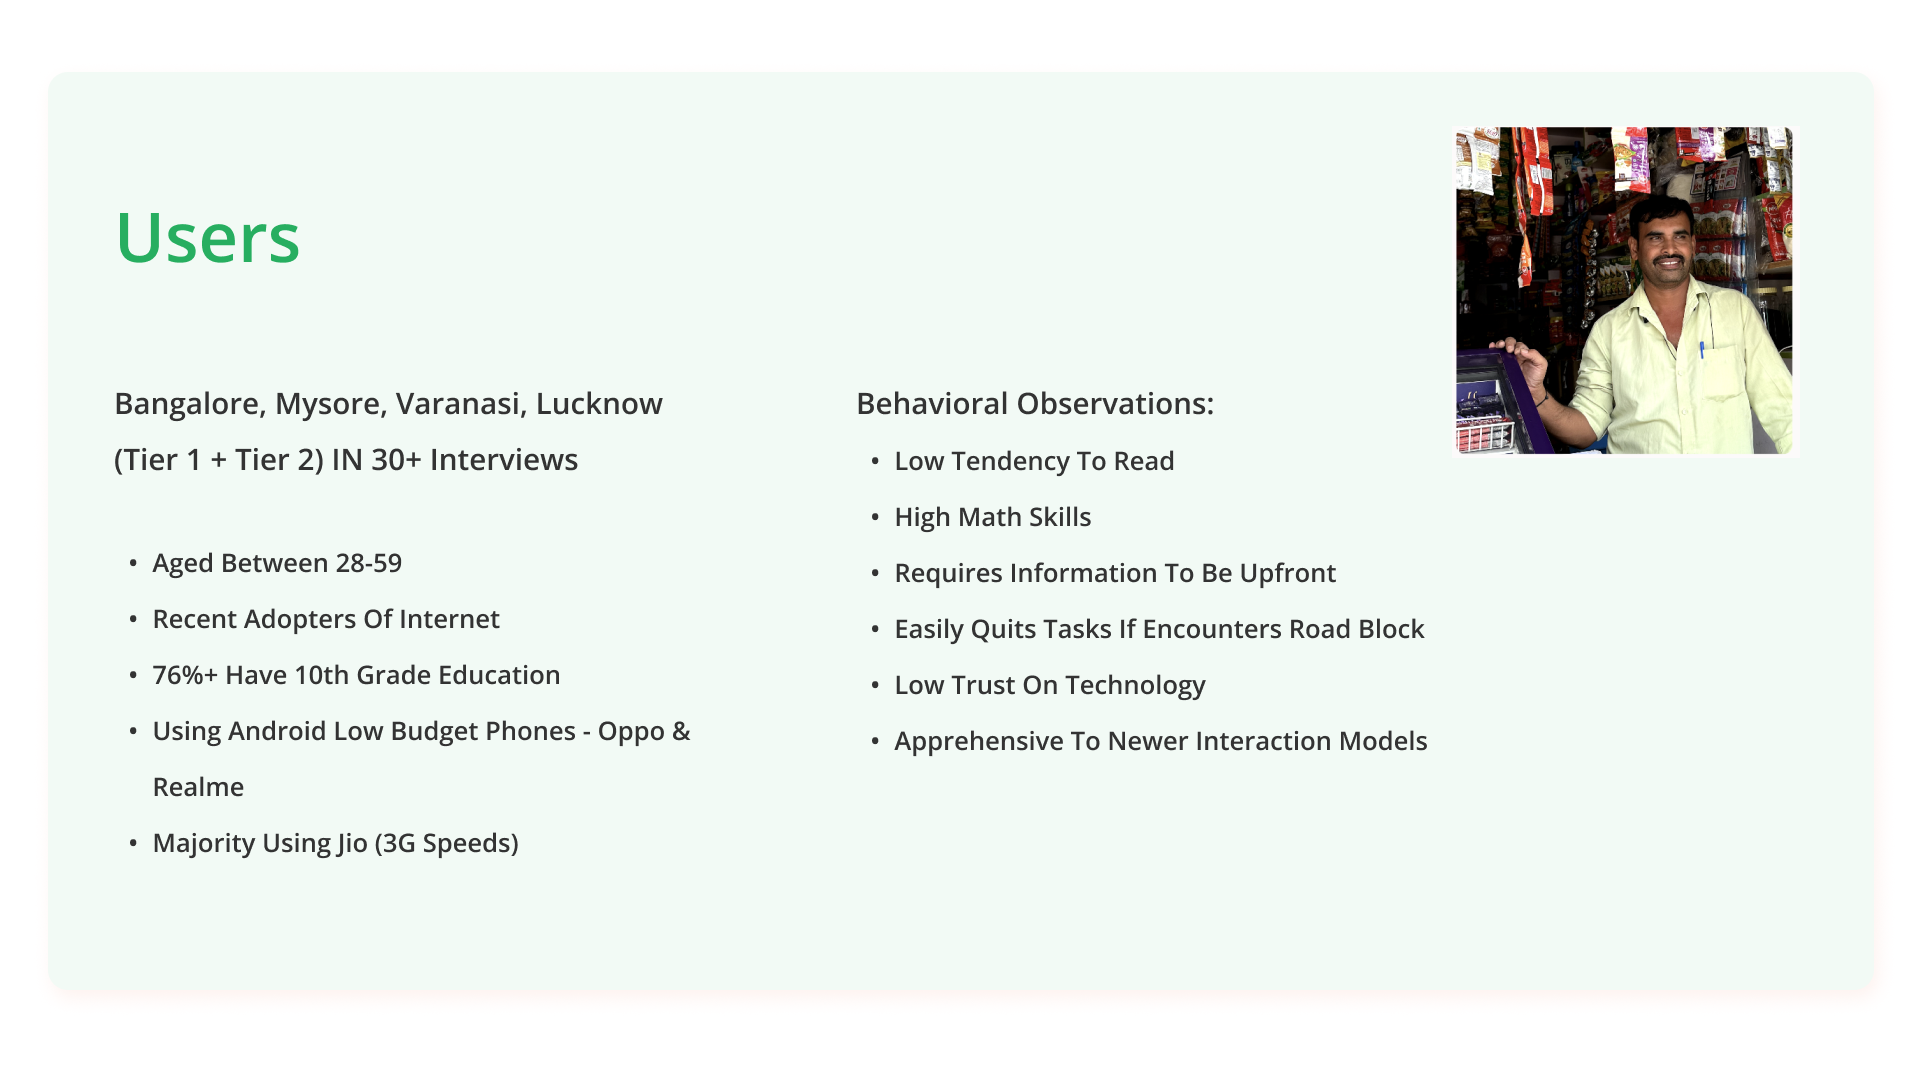 Users
Bangalore, Mysore, Varanasi, Lucknow
(Tier 1 + Tier 2) IN 30+ Interviews
• Aged Between 28-59
• Recent Adopters Of Internet
• 76%+ Have 10th Grade Education
• Using Android Low Budget Phones - Oppo &
Realme
• Majority Using Jio (3G Speeds)
Behavioral Observations:
• Low Tendency To Read
• High Math Skills
• Requires Information To Be Upfront
• Easily Quits Tasks If Encounters Road Block
• Low Trust On Technology
• Apprehensive To Newer Interaction Models